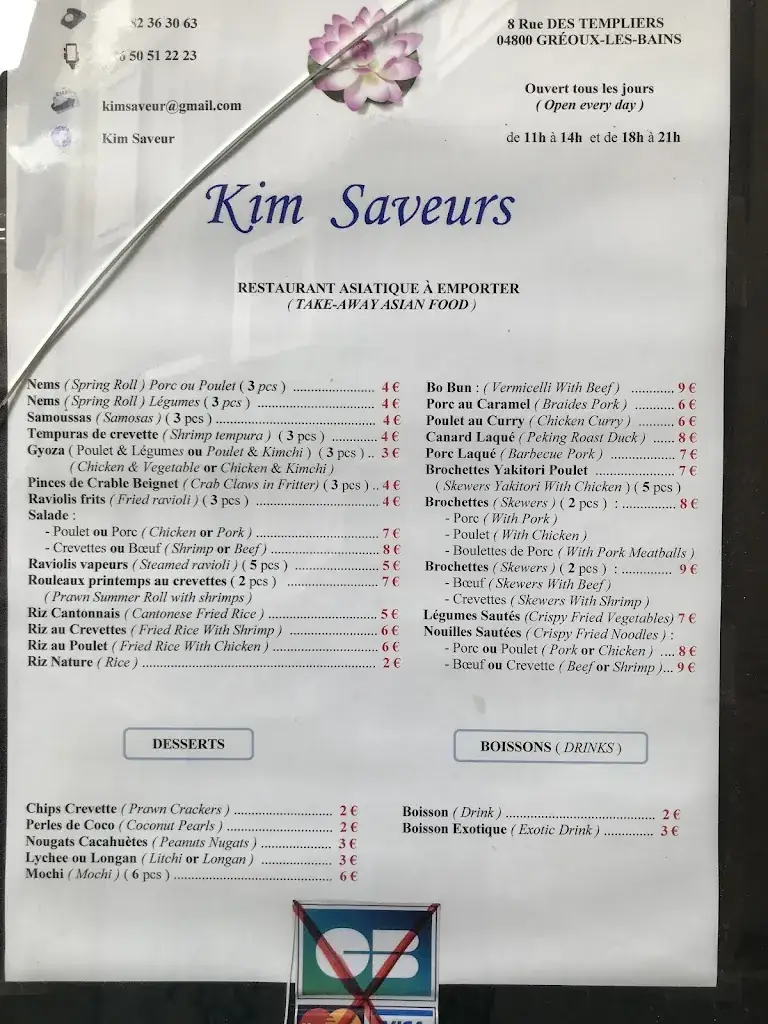 82 36 30 63
6 50 51 22 23
kimsaveur@gmail.com
Kim Saveur
8 Rue DES TEMPLIERS
04800 GRÉOUX-LES-BAINS
Ouvert tous les jours
( Open every day )
de 11h à 14h et de 18h à 21h
Kim Saveurs
RESTAURANT ASIATIQUE À EMPORTER
( TAKE-AWAY ASIAN FOOD )
Nems ( Spring Roll ) Porc ou Poulet ( 3 pcs ) .................... 4 €
Nems ( Spring Roll ) Légumes ( 3 pcs ) ............................. 4 €
Samoussas ( Samosas ) ( 3 pcs ) ........................................ 4 €
Tempuras de crevette ( Shrimp tempura ) ( 3 pcs ) ........... 4 €
Gyoza ( Poulet & Légumes ou Poulet & Kimchi ) ( 3 pcs ) .. 3 €
( Chicken & Vegetable or Chicken & Kimchi )
Pinces de Crable Beignet ( Crab Claws in Fritter) ( 3 pcs ) .. 4 €
Raviolis frits ( Fried ravioli ) ( 3 pcs ) ............................... 4 €
Salade :
- Poulet ou Porc ( Chicken or Pork ) .............................. 7 €
- Crevettes ou Bœuf ( Shrimp or Beef ) .......................... 8 €
Raviolis vapeurs ( Steamed ravioli ) ( 5 pcs ) ................... 5 €
Rouleaux printemps au crevettes ( 2 pcs ) ...................... 7 €
( Prawn Summer Roll with shrimps )
Riz Cantonnais ( Cantonese Fried Rice ) ............................ 5 €
Riz au Crevettes ( Fried Rice With Shrimp ) ..................... 6 €
Riz au Poulet ( Fried Rice With Chicken ) .......................... 6 €
Riz Nature ( Rice ) .......................................................... 2 €
Bo Bun : ( Vermicelli With Beef ) ........... 9 €
Porc au Caramel ( Braides Pork ) ......... 6 €
Poulet au Curry ( Chicken Curry ) ......... 6 €
Canard Laqué ( Peking Roast Duck ) ..... 8 €
Porc Laqué ( Barbecue Pork ) ............... 7 €
Brochettes Yakitori Poulet ................... 7 €
( Skewers Yakitori With Chicken ) ( 5 pcs )
Brochettes ( Skewers ) ( 2 pcs ) : ............. 8 €
- Porc ( With Pork )
- Poulet ( With Chicken )
- Boulettes de Porc ( With Pork Meatballs )
Brochettes ( Skewers ) ( 2 pcs ) : ............ 9 €
- Bœuf ( Skewers With Beef )
- Crevettes ( Skewers With Shrimp )
Légumes Sautés (Crispy Fried Vegetables) 7 €
Nouilles Sautées ( Crispy Fried Noodles ) :
- Porc ou Poulet ( Pork or Chicken ) .... 8 €
- Bœuf ou Crevette ( Beef or Shrimp )... 9 €
DESSERTS
Chips Crevette ( Prawn Crackers ) ......................... 2 €
Perles de Coco ( Coconut Pearls ) .......................... 2 €
Nougats Cacahuètes ( Peanuts Nugats ) .................. 3 €
Lychee ou Longan ( Litchi or Longan ) .................. 3 €
Mochi ( Mochi ) ( 6 pcs ) ........................................ 6 €
BOISSONS ( DRINKS )
Boisson ( Drink ) ...................................... 2 €
Boisson Exotique ( Exotic Drink ) ............. 3 €
CB
VISA